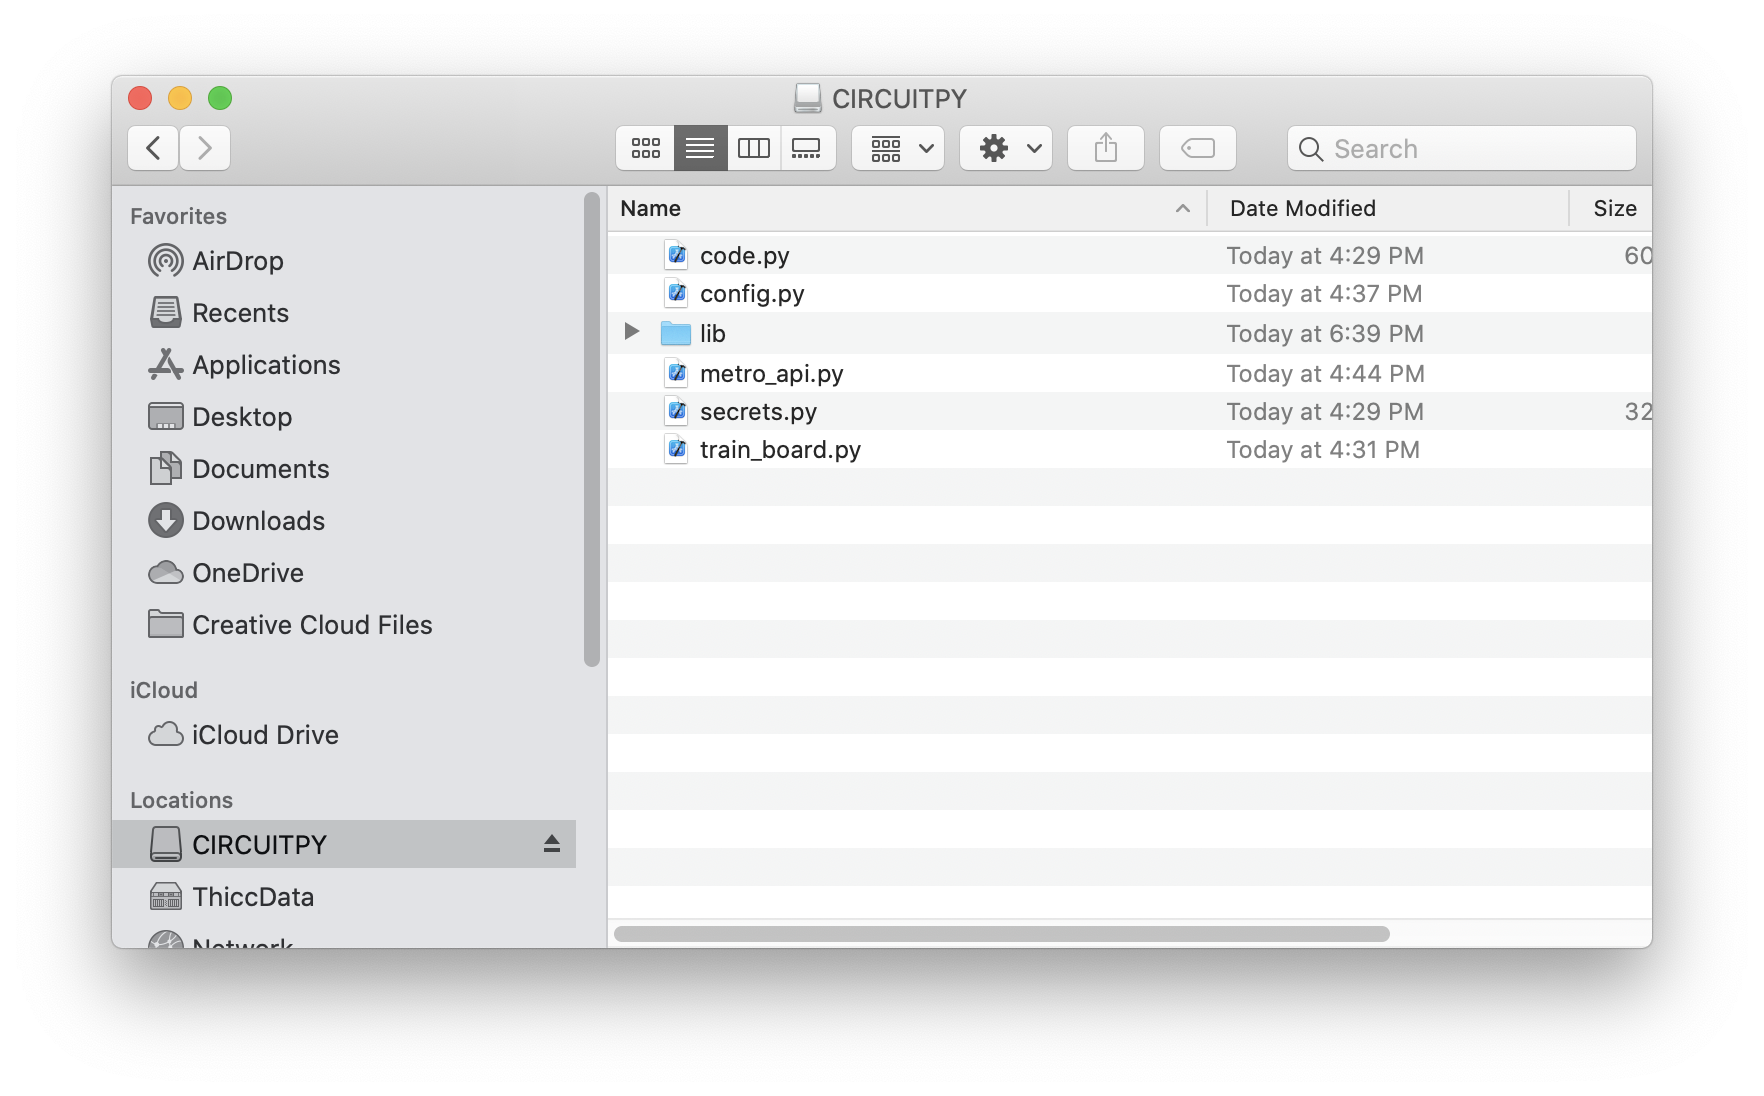 CIRCUITPY
Search
Favorites
AirDrop
Recents
Applications
Desktop
Documents
Downloads
OneDrive
Creative Cloud Files
iCloud
iCloud Drive
Locations
CIRCUITPY
ThiccData
Network
Name Date Modified Size
code.py Today at 4:29 PM 60
config.py Today at 4:37 PM
lib Today at 6:39 PM
metro_api.py Today at 4:44 PM
secrets.py Today at 4:29 PM 32
train_board.py Today at 4:31 PM